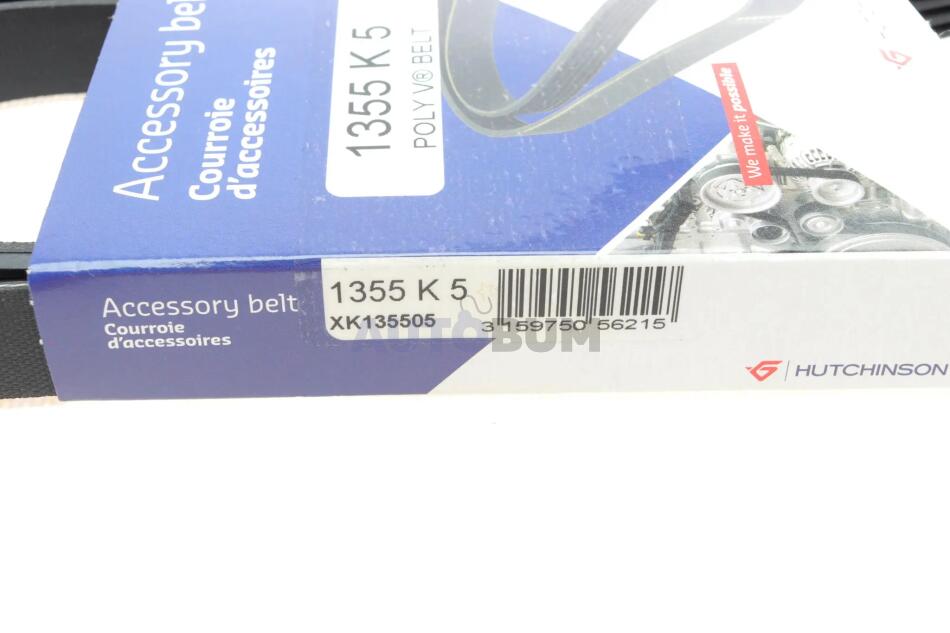 Accessory belt
Courroie
d'accessoires
1355 K 5
POLY V® BELT
We make it possible
Accessory belt
Courroie
d'accessoires
1355 K 5
XK135505
3 159750 56215
AUTOBUM
HUTCHINSON